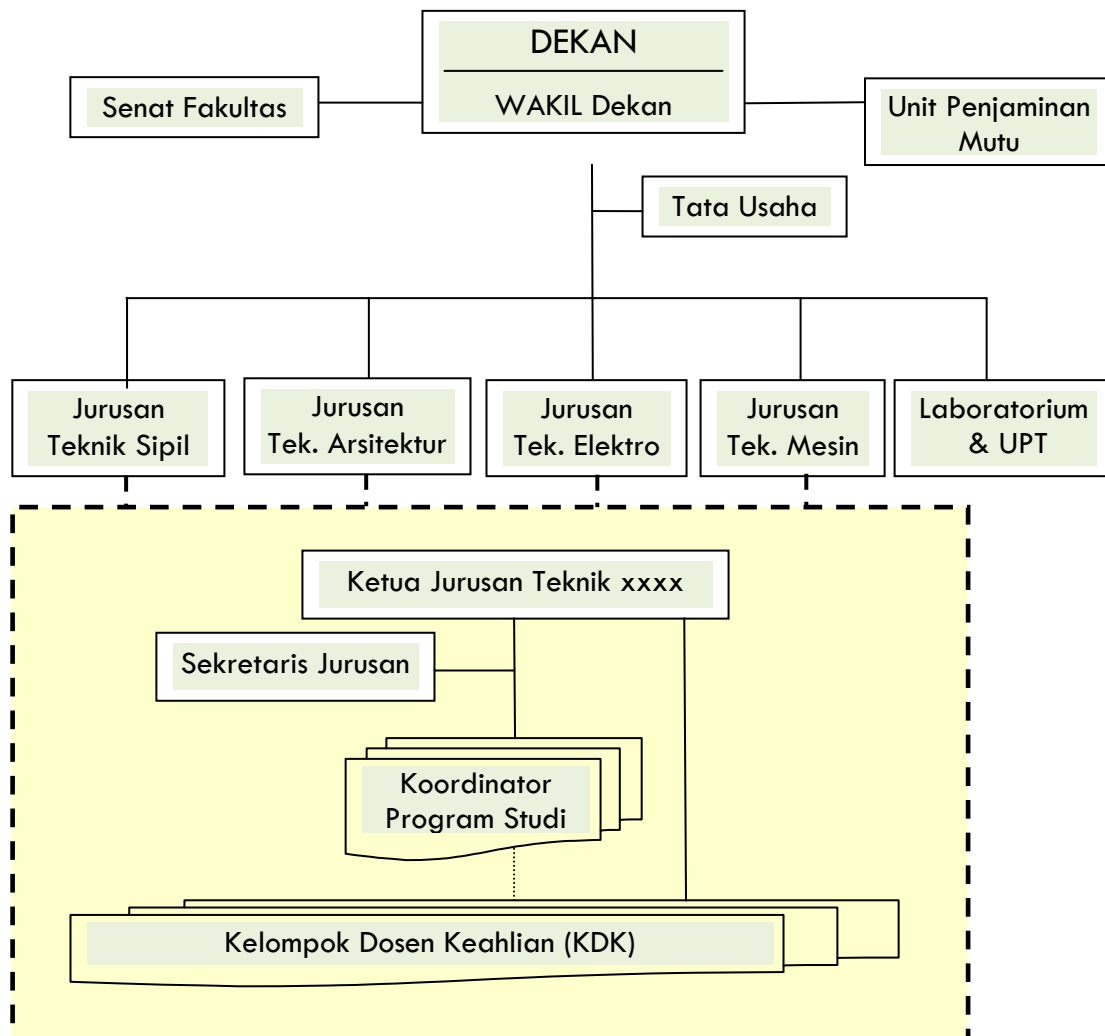 DEKAN
WAKIL Dekan
Senat Fakultas
Unit Penjaminan
Mutu
Tata Usaha
Jurusan
Teknik Sipil
Jurusan
Tek. Arsitektur
Jurusan
Tek. Elektro
Jurusan
Tek. Mesin
Laboratorium
& UPT
Ketua Jurusan Teknik xxxx
Sekretaris Jurusan
Koordinator
Program Studi
Kelompok Dosen Keahlian (KDK)